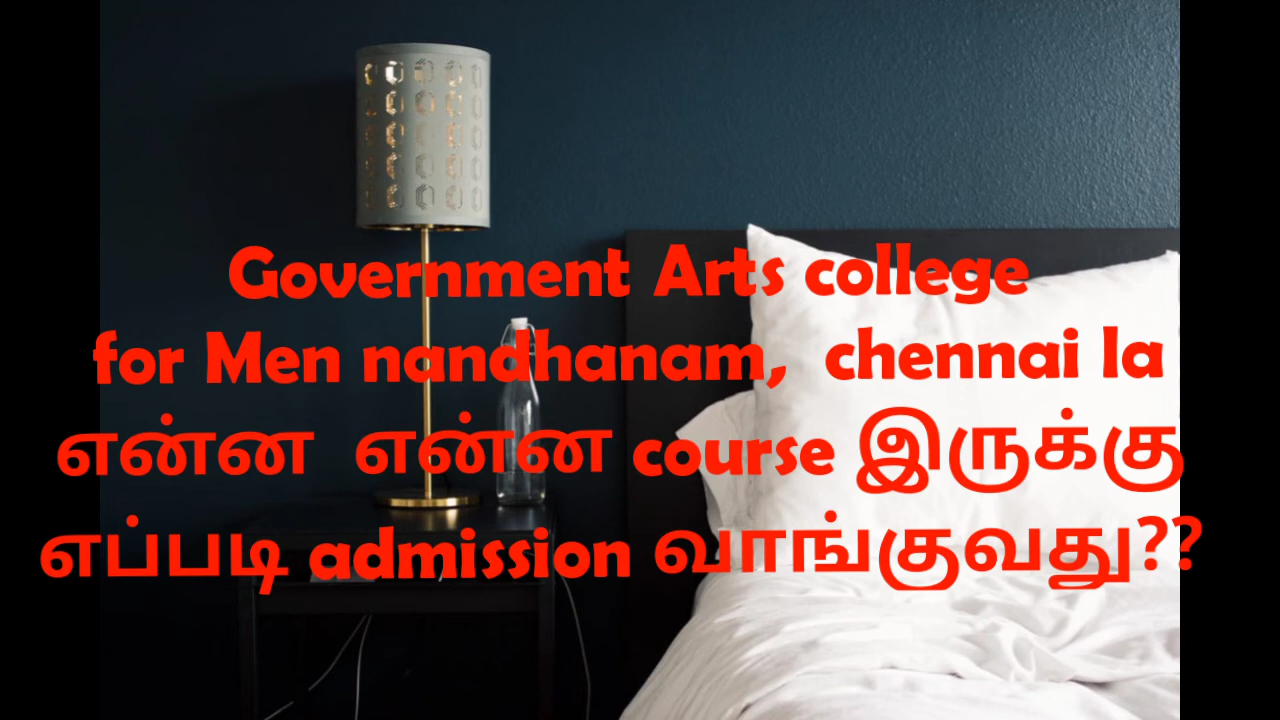 Government Arts college
for Men nandhanam, chennai la
என்ன என்ன course இருக்கு
எப்படி admission வாங்குவது??